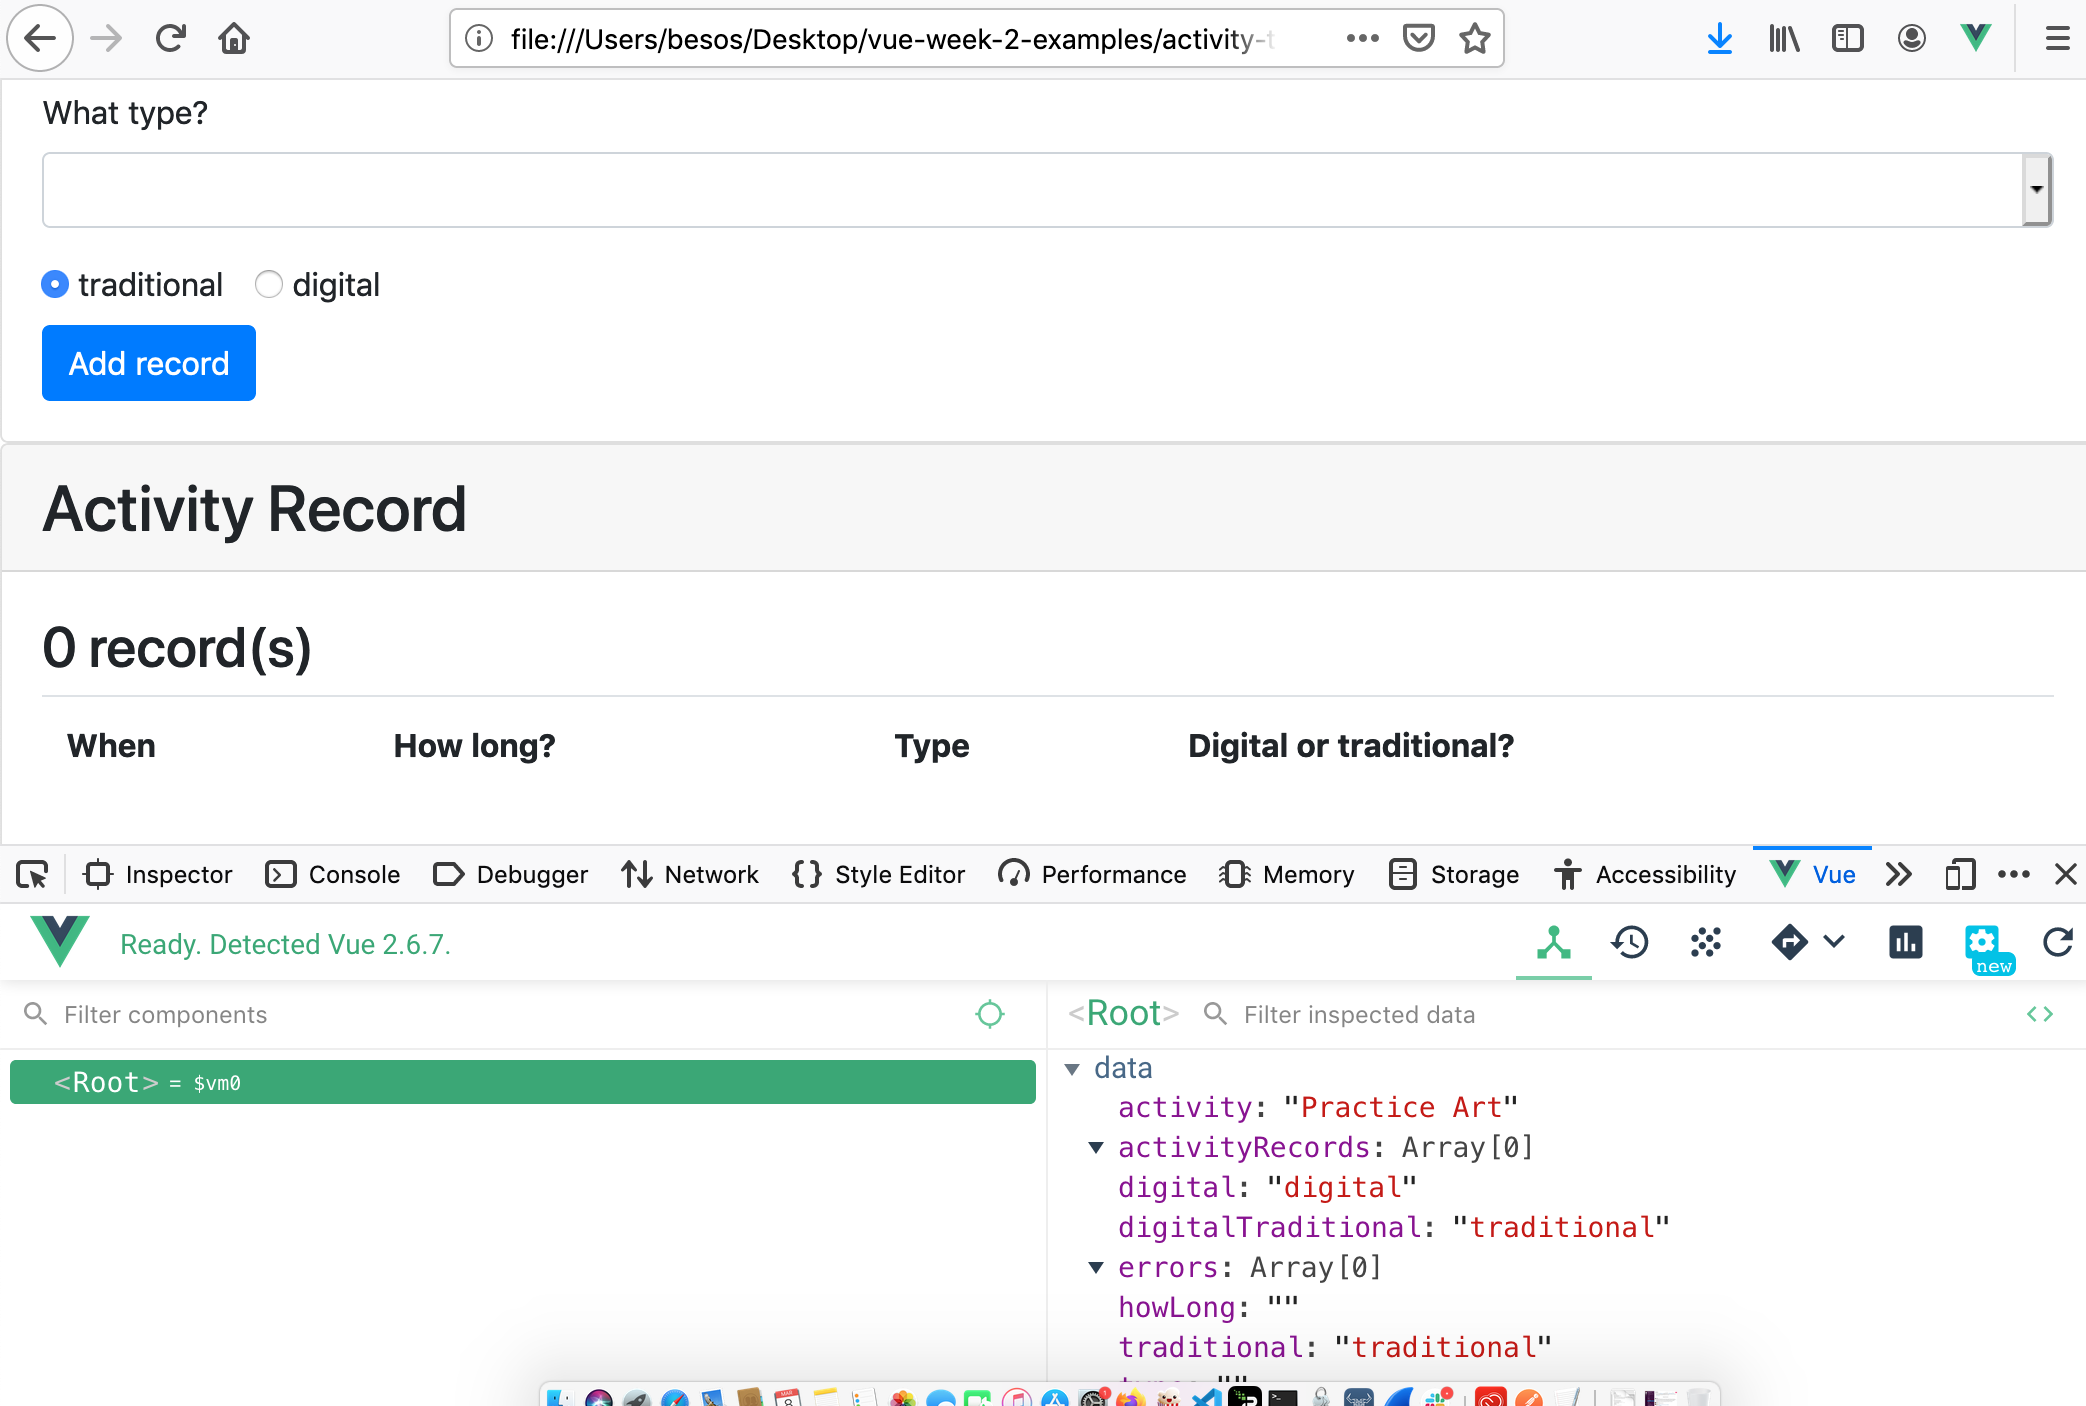 file:///Users/besos/Desktop/vue-week-2-examples/activity-t
What type?
traditional digital
Add record
Activity Record
0 record(s)
When How long? Type Digital or traditional?
Inspector Console Debugger Network Style Editor Performance Memory Storage Accessibility Vue
Ready. Detected Vue 2.6.7.
new
Filter components
<Root> Filter inspected data
<Root> = $vm0
data
activity: "Practice Art"
activityRecords: Array[0]
digital: "digital"
digitalTraditional: "traditional"
errors: Array[0]
howLong: ""
traditional: "traditional"